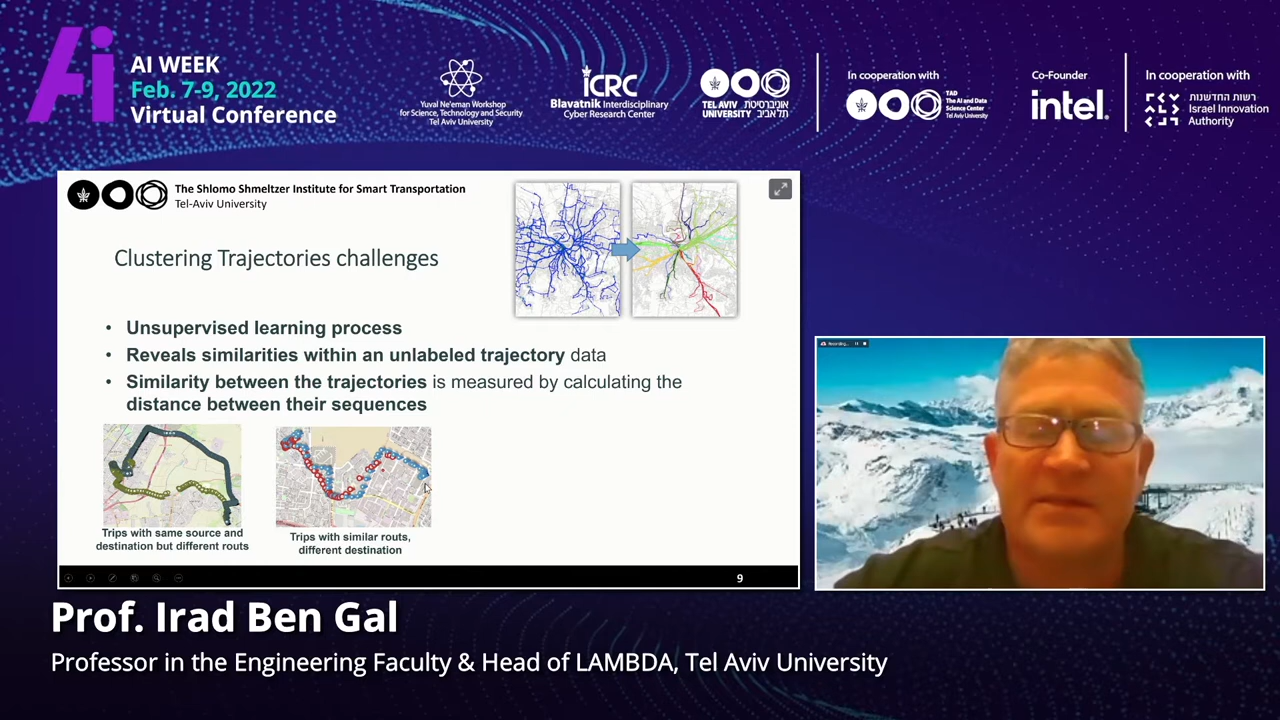 Ai
AI WEEK
Feb. 7-9, 2022
Virtual Conference
Yuval Ne'eman Workshop
for Science, Technology and Security
Tel Aviv University
iCRC
Blavatnik Interdisciplinary
Cyber Research Center
TEL AVIV אוניברסיטת
UNIVERSITY תל אביב
In cooperation with
TAD
The AI and Data
Science Center
Tel Aviv University
Co-Founder
intel.
In cooperation with
רשות החדשנות
Israel Innovation
Authority
The Shlomo Shmeltzer Institute for Smart Transportation
Tel-Aviv University
Clustering Trajectories challenges
• Unsupervised learning process
• Reveals similarities within an unlabeled trajectory data
• Similarity between the trajectories is measured by calculating the
distance between their sequences
Trips with same source and
destination but different routs
Trips with similar routs,
different destination
9
Recording...
Prof. Irad Ben Gal
Professor in the Engineering Faculty & Head of LAMBDA, Tel Aviv University